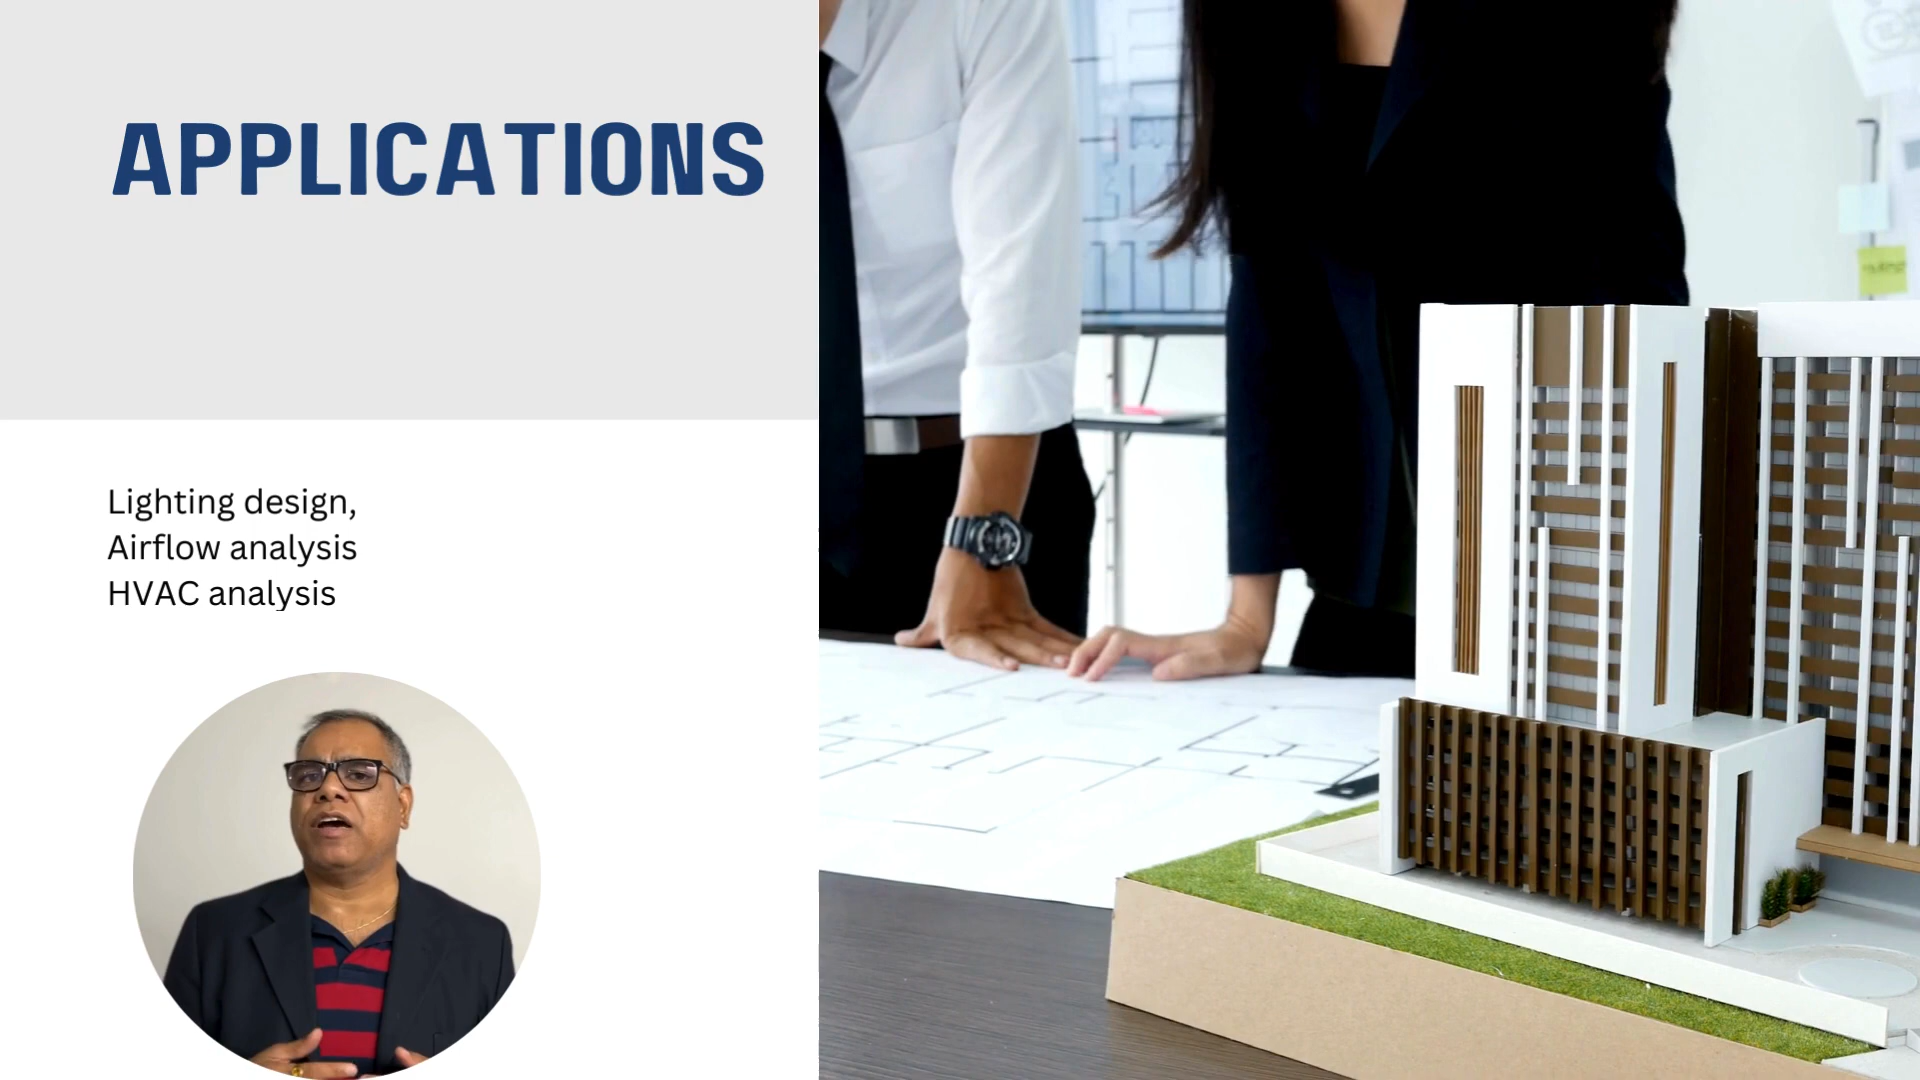 APPLICATIONS
Lighting design,
Airflow analysis
HVAC analysis